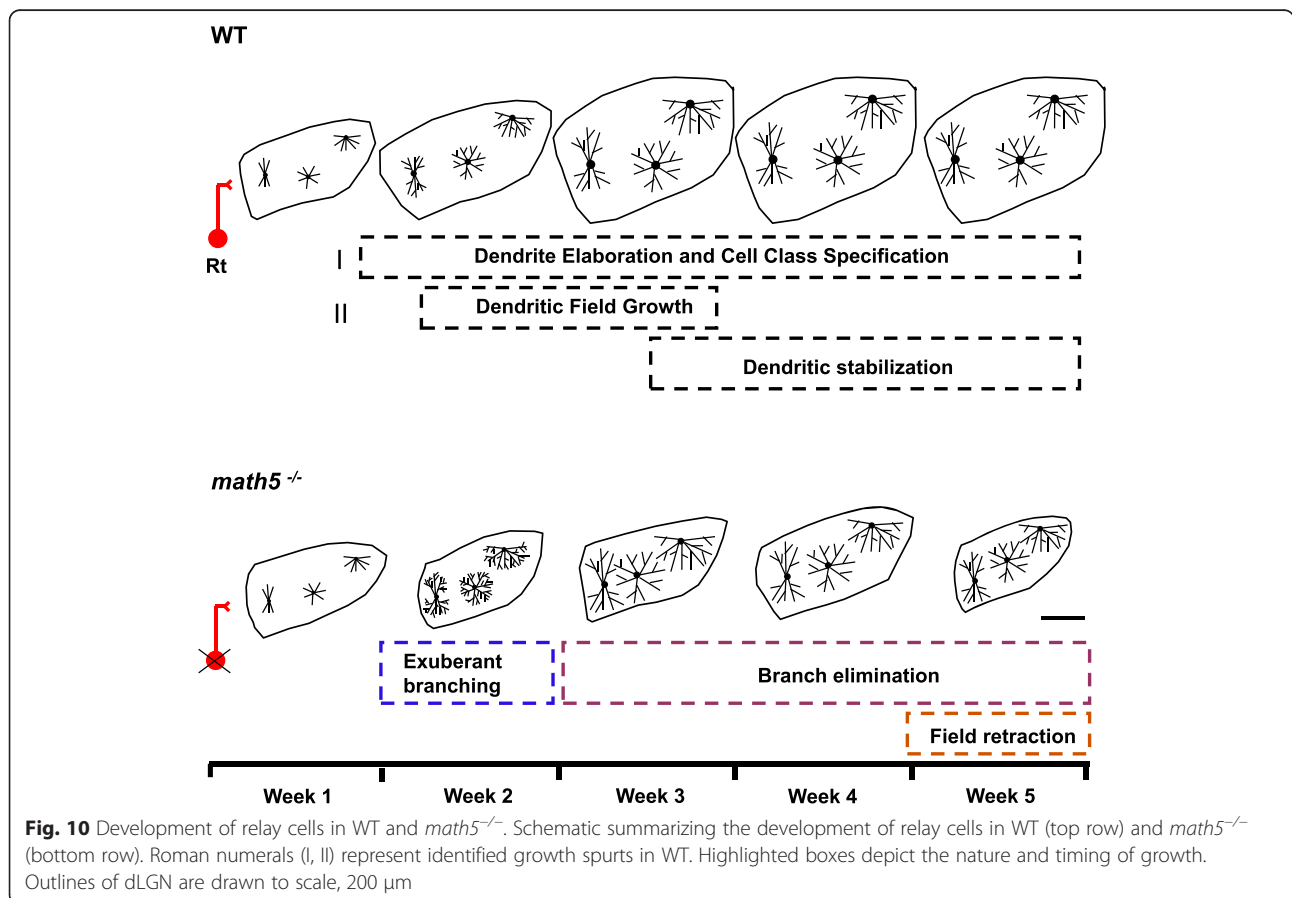 WT
Rt
I
Dendrite Elaboration and Cell Class Specification
II
Dendritic Field Growth
Dendritic stabilization
math5 -/-
Exuberant
branching
Branch elimination
Field retraction
Week 1 Week 2 Week 3 Week 4 Week 5
Fig. 10 Development of relay cells in WT and math5−/−. Schematic summarizing the development of relay cells in WT (top row) and math5−/−
(bottom row). Roman numerals (I, II) represent identified growth spurts in WT. Highlighted boxes depict the nature and timing of growth.
Outlines of dLGN are drawn to scale, 200 μm